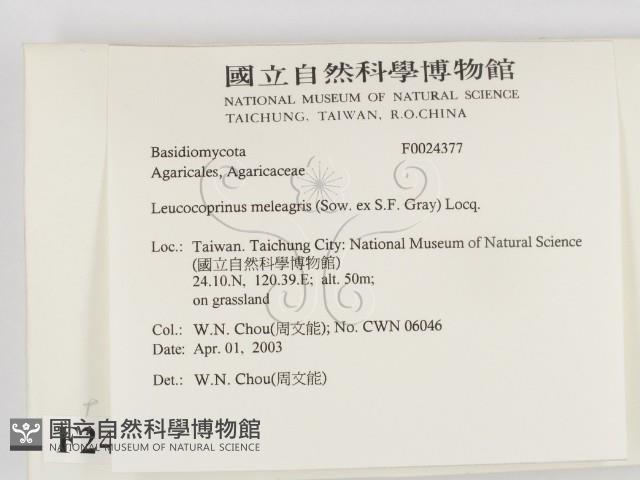 國立自然科學博物館
NATIONAL MUSEUM OF NATURAL SCIENCE
TAICHUNG, TAIWAN, R.O.CHINA
Basidiomycota F0024377
Agaricales, Agaricaceae
Leucocoprinus meleagris (Sow. ex S.F. Gray) Locq.
Loc.: Taiwan. Taichung City: National Museum of Natural Science
(國立自然科學博物館)
24.10.N, 120.39.E; alt. 50m;
on grassland
Col.: W.N. Chou(周文能); No. CWN 06046
Date: Apr. 01, 2003
Det.: W.N. Chou(周文能)
F24
國立自然科學博物館
NATIONAL MUSEUM OF NATURAL SCIENCE